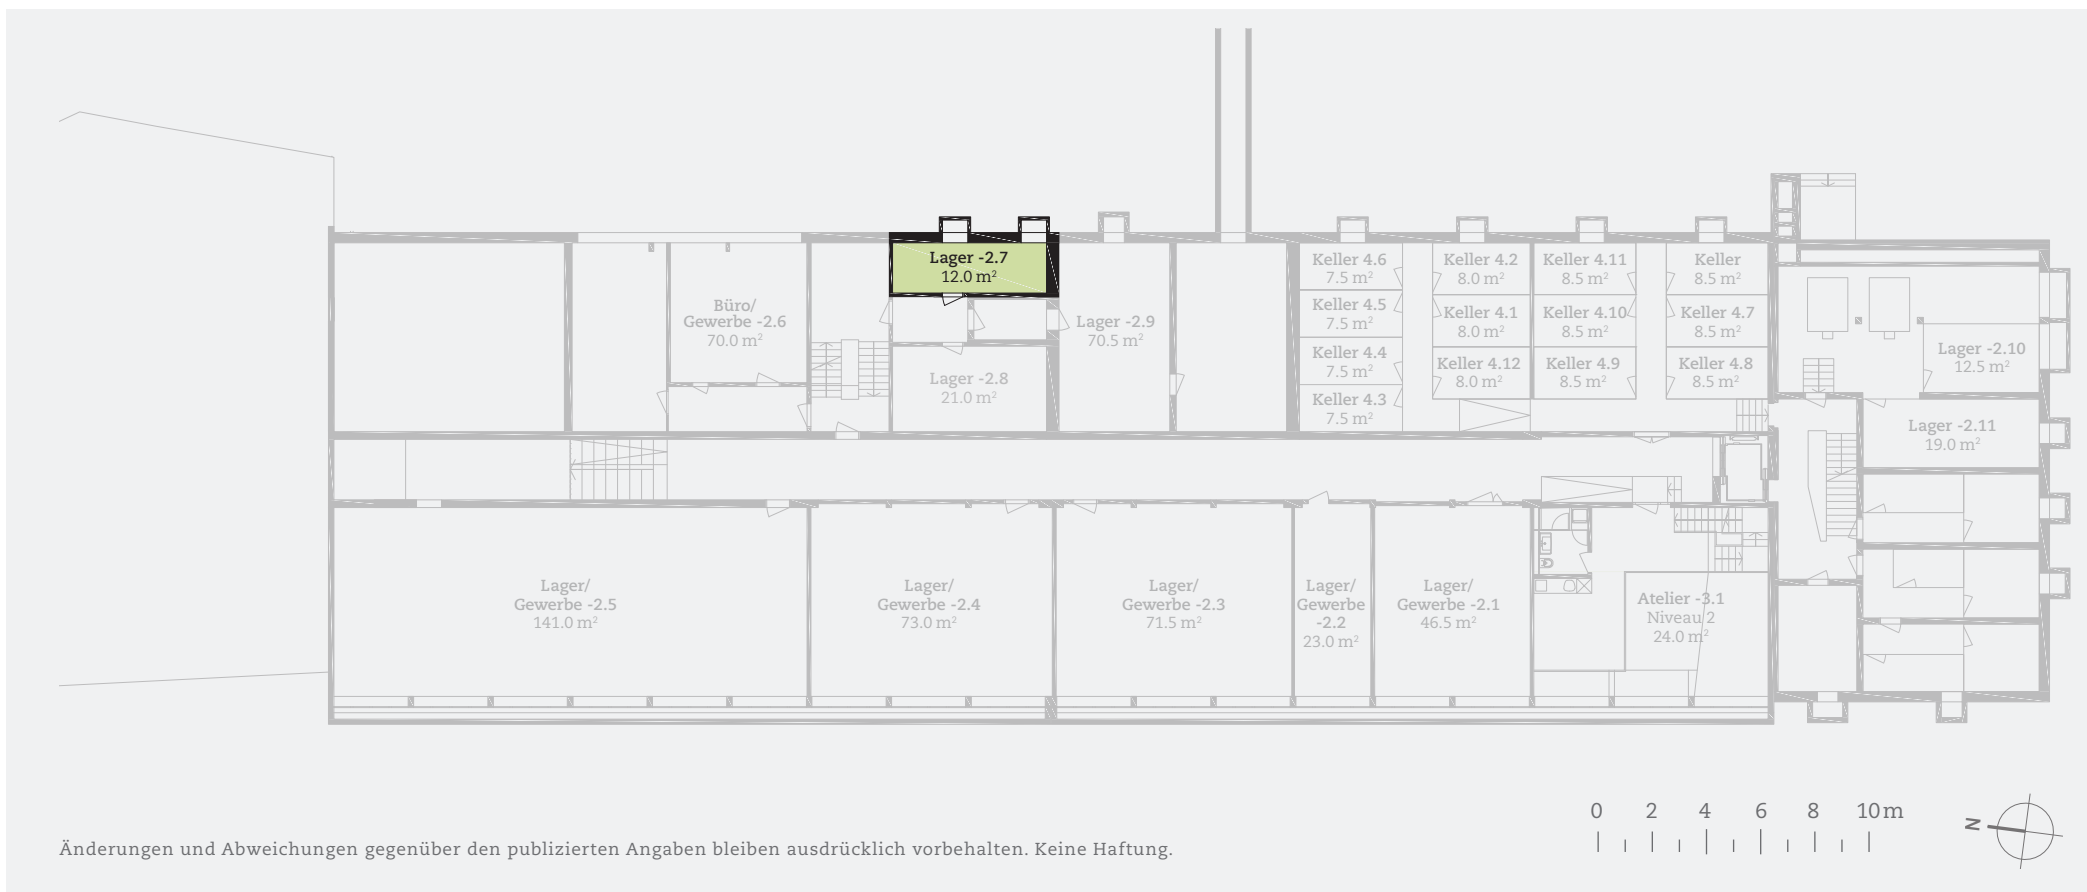 Lager -2.7
12.0 m²
Büro/
Gewerbe -2.6
70.0 m²
Lager -2.8
21.0 m²
Lager -2.9
70.5 m²
Keller 4.6
7.5 m²
Keller 4.5
7.5 m²
Keller 4.4
7.5 m²
Keller 4.3
7.5 m²
Keller 4.2
8.0 m²
Keller 4.1
8.0 m²
Keller 4.12
8.0 m²
Keller 4.11
8.5 m²
Keller 4.10
8.5 m²
Keller 4.9
8.5 m²
Keller
8.5 m²
Keller 4.7
8.5 m²
Keller 4.8
8.5 m²
Lager -2.10
12.5 m²
Lager -2.11
19.0 m²
Lager/
Gewerbe -2.5
141.0 m²
Lager/
Gewerbe -2.4
73.0 m²
Lager/
Gewerbe -2.3
71.5 m²
Lager/
Gewerbe
-2.2
23.0 m²
Lager/
Gewerbe -2.1
46.5 m²
Atelier -3.1
Niveau 2
24.0 m²
0 2 4 6 8 10 m
N
Änderungen und Abweichungen gegenüber den publizierten Angaben bleiben ausdrücklich vorbehalten. Keine Haftung.